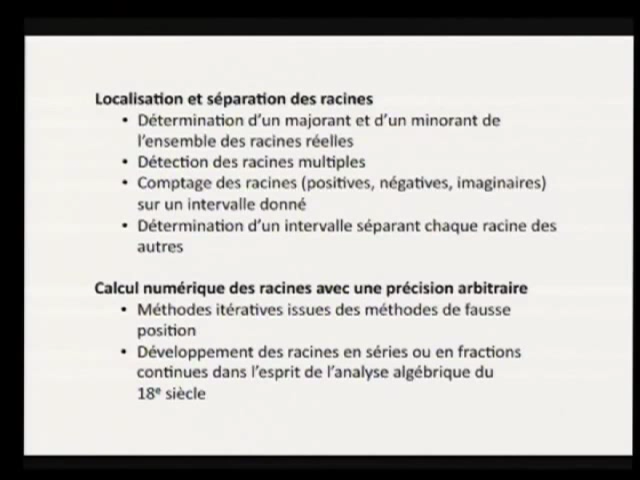 Localisation et séparation des racines
• Détermination d'un majorant et d'un minorant de
l'ensemble des racines réelles
• Détection des racines multiples
• Comptage des racines (positives, négatives, imaginaires)
sur un intervalle donné
• Détermination d'un intervalle séparant chaque racine des
autres
Calcul numérique des racines avec une précision arbitraire
• Méthodes itératives issues des méthodes de fausse
position
• Développement des racines en séries ou en fractions
continues dans l'esprit de l'analyse algébrique du
18e siècle